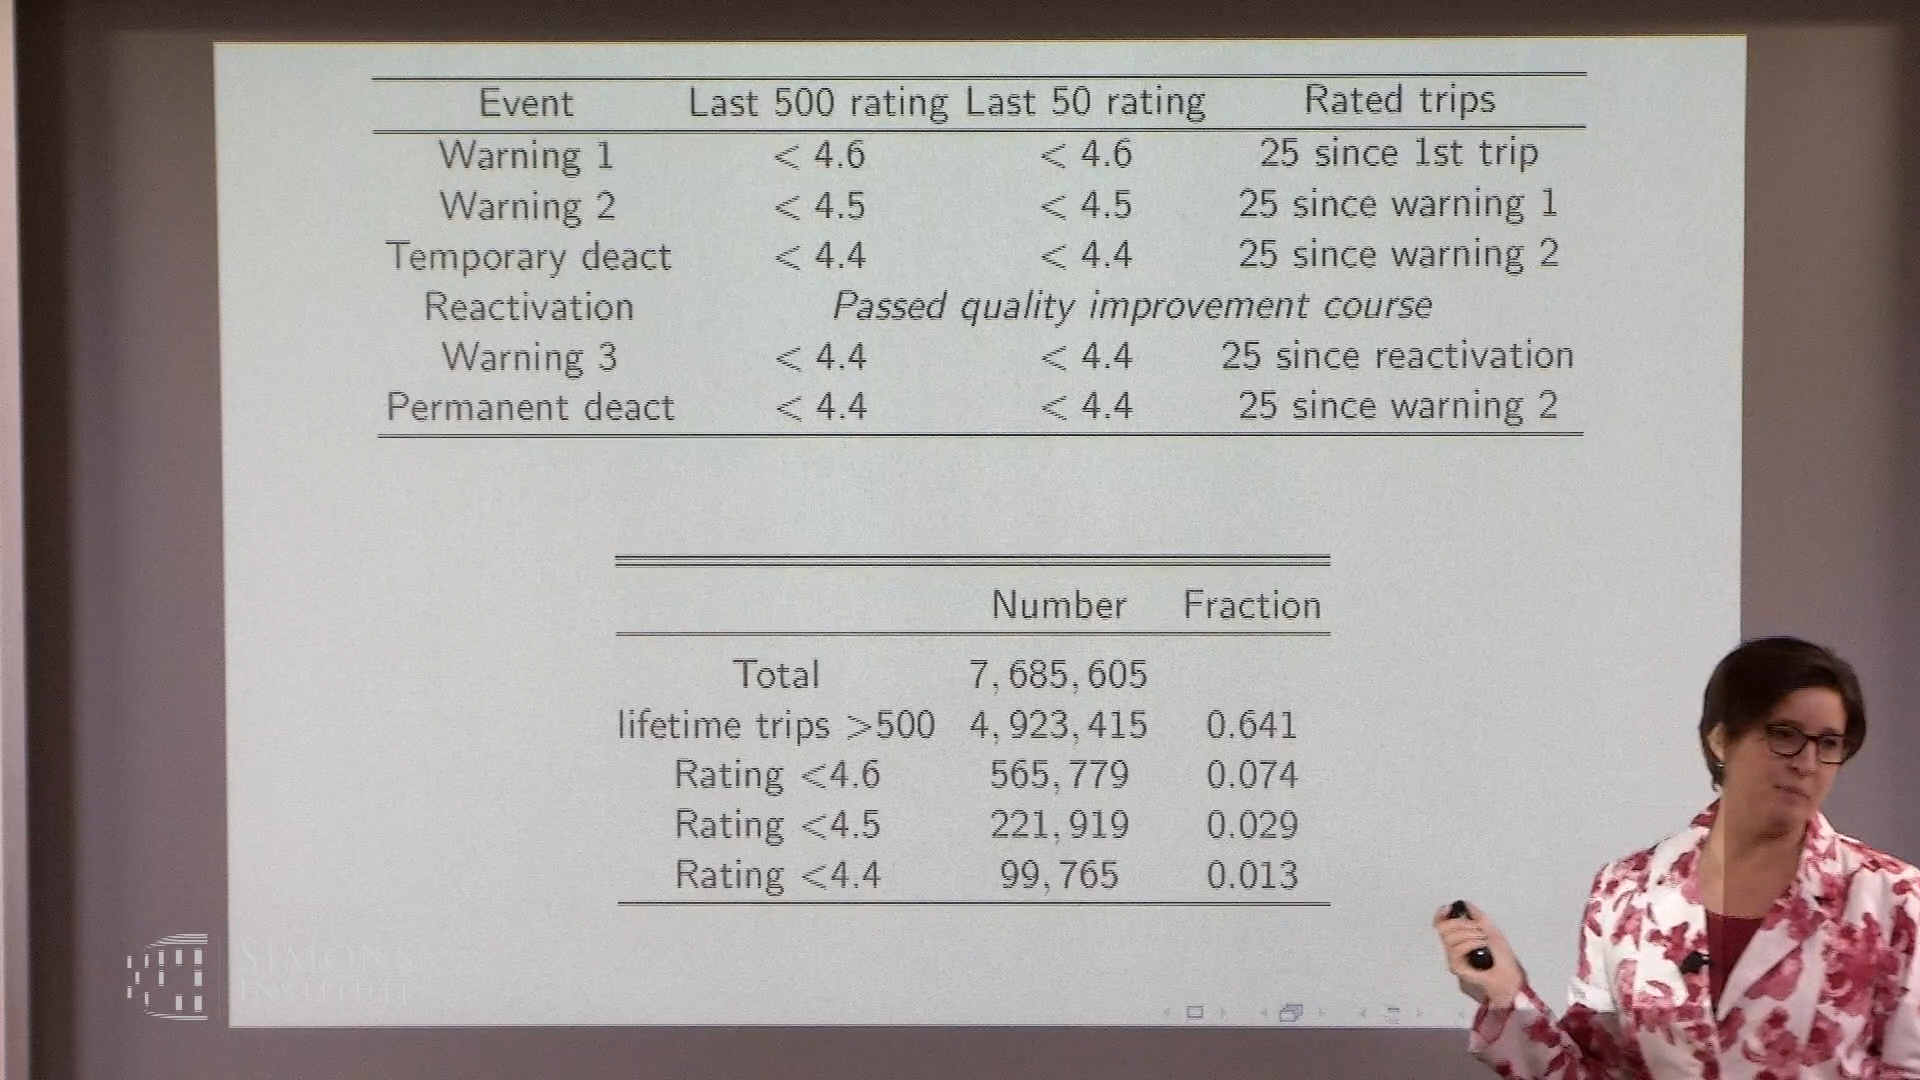 Event Last 500 rating Last 50 rating Rated trips
Warning 1 < 4.6 < 4.6 25 since 1st trip
Warning 2 < 4.5 < 4.5 25 since warning 1
Temporary deact < 4.4 < 4.4 25 since warning 2
Reactivation Passed quality improvement course
Warning 3 < 4.4 < 4.4 25 since reactivation
Permanent deact < 4.4 < 4.4 25 since warning 2
Number Fraction
Total 7, 685, 605
lifetime trips >500 4, 923, 415 0.641
Rating <4.6 565, 779 0.074
Rating <4.5 221, 919 0.029
Rating <4.4 99, 765 0.013
SIMONS
INSTITUTE